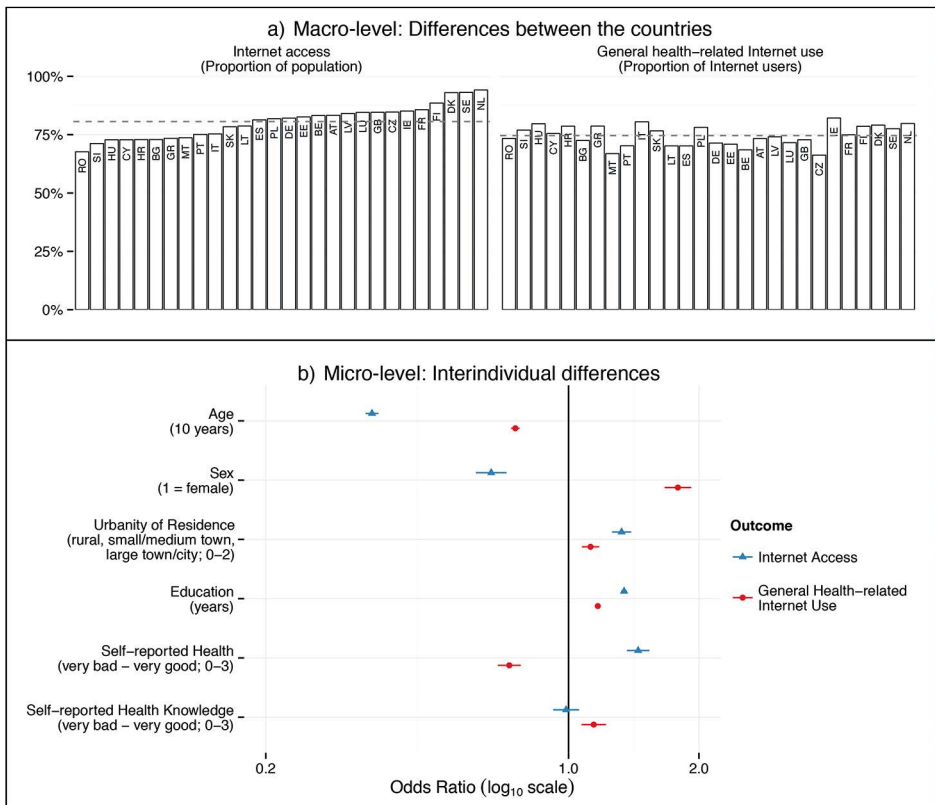 a) Macro-level: Differences between the countries
Internet access
(Proportion of population)
General health-related Internet use
(Proportion of Internet users)
100%
75%
50%
25%
0%
RO
SI
HU
CY
HR
BG
GR
MT
PT
IT
SK
LT
ES
PL
DE
EE
BE
AT
LV
LU
GB
CZ
IE
FR
FI
DK
SE
NL
RO
SI
HU
CY
HR
BG
GR
MT
PT
IT
SK
LT
ES
PL
DE
EE
BE
AT
LV
LU
GB
CZ
IE
FR
FI
DK
SE
NL
b) Micro-level: Interindividual differences
Age
(10 years)
Sex
(1 = female)
Urbanity of Residence
(rural, small/medium town,
large town/city; 0−2)
Education
(years)
Self-reported Health
(very bad − very good; 0−3)
Self-reported Health Knowledge
(very bad − very good; 0−3)
0.2
1.0
2.0
Odds Ratio (log10 scale)
Outcome
Internet Access
General Health-related
Internet Use